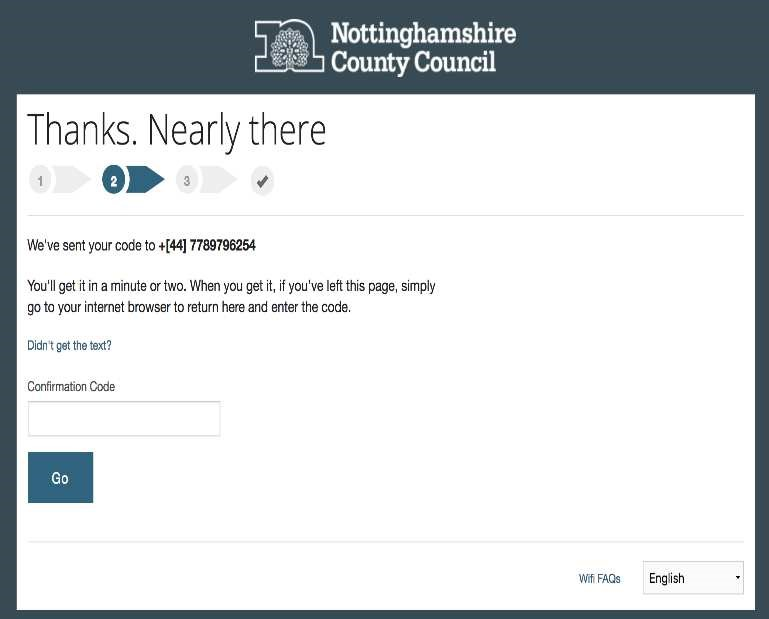 Nottinghamshire
County Council
Thanks. Nearly there
1 2 3
We've sent your code to +[44] 7789796254
You'll get it in a minute or two. When you get it, if you've left this page, simply
go to your internet browser to return here and enter the code.
Didn't get the text?
Confirmation Code
Go
Wifi FAQs English